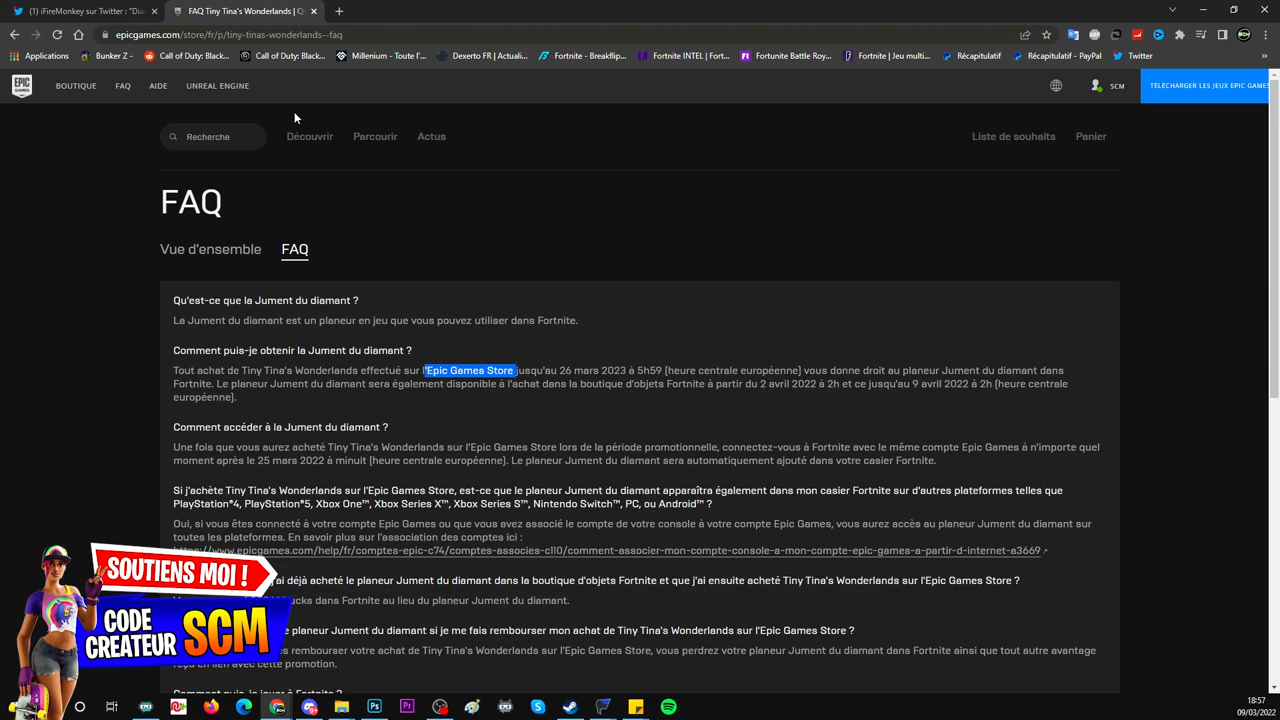 (1) iFireMonkey sur Twitter : "Dia
FAQ Tiny Tina's Wonderlands | Q
epicgames.com/store/fr/p/tiny-tinas-wonderlands--faq
Applications
Bunker Z -
Call of Duty: Black...
Call of Duty: Black...
Millenium - Toute l'...
Dexerto FR | Actuali...
Fortnite - Breakflip...
Fortnite INTEL | Fort...
Fortunite Battle Roy...
Fortnite | Jeu multi...
Récapitulatif
Récapitulatif - PayPal
Twitter
EPIC GAMES
BOUTIQUE
FAQ
AIDE
UNREAL ENGINE
SCM
TÉLÉCHARGER LES JEUX EPIC GAMES
Recherche
Découvrir
Parcourir
Actus
Liste de souhaits
Panier
FAQ
Vue d'ensemble
FAQ
Qu'est-ce que la Jument du diamant ?
La Jument du diamant est un planeur en jeu que vous pouvez utiliser dans Fortnite.
Comment puis-je obtenir la Jument du diamant ?
Tout achat de Tiny Tina's Wonderlands effectué sur l'Epic Games Store jusqu'au 26 mars 2023 à 5h59 [heure centrale européenne] vous donne droit au planeur Jument du diamant dans
Fortnite. Le planeur Jument du diamant sera également disponible à l'achat dans la boutique d'objets Fortnite à partir du 2 avril 2022 à 2h et ce jusqu'au 9 avril 2022 à 2h [heure centrale
européenne].
Comment accéder à la Jument du diamant ?
Une fois que vous aurez acheté Tiny Tina's Wonderlands sur l'Epic Games Store lors de la période promotionnelle, connectez-vous à Fortnite avec le même compte Epic Games à n'importe quel
moment après le 25 mars 2022 à minuit [heure centrale européenne]. Le planeur Jument du diamant sera automatiquement ajouté dans votre casier Fortnite.
Si j'achète Tiny Tina's Wonderlands sur l'Epic Games Store, est-ce que le planeur Jument du diamant apparaîtra également dans mon casier Fortnite sur d'autres plateformes telles que
PlayStation®4, PlayStation®5, Xbox One™, Xbox Series X™, Xbox Series S™, Nintendo Switch™, PC, ou Android™ ?
Oui, si vous êtes connecté à votre compte Epic Games ou que vous avez associé le compte de votre console à votre compte Epic Games, vous aurez accès au planeur Jument du diamant sur
toutes les plateformes. En savoir plus sur l'association des comptes ici :
https://www.epicgames.com/help/fr/comptes-epic-c74/comptes-associes-c110/comment-associer-mon-compte-console-a-mon-compte-epic-games-a-partir-d-internet-a3669
j'ai déjà acheté le planeur Jument du diamant dans la boutique d'objets Fortnite et que j'ai ensuite acheté Tiny Tina's Wonderlands sur l'Epic Games Store ?
ucks dans Fortnite au lieu du planeur Jument du diamant.
e planeur Jument du diamant si je me fais rembourser mon achat de Tiny Tina's Wonderlands sur l'Epic Games Store ?
s rembourser votre achat de Tiny Tina's Wonderlands sur l'Epic Games Store, vous perdrez votre planeur Jument du diamant dans Fortnite ainsi que tout autre avantage
reçu en lien avec cette promotion.
Comment puis-je jouer à Fortnite ?
SOUTIENS MOI !
CODE
CREATEUR SCM
18:57
09/03/2022